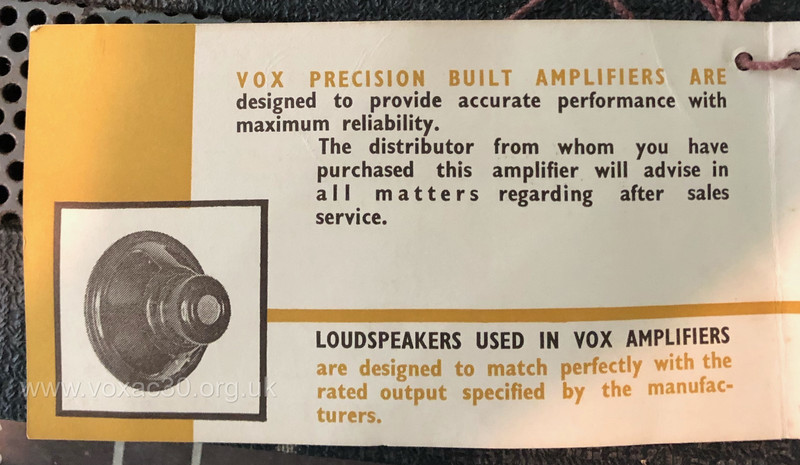 VOX PRECISION BUILT AMPLIFIERS ARE
designed to provide accurate performance with
maximum reliability.
The distributor from whom you have
purchased this amplifier will advise in
all matters regarding after sales
service.
LOUDSPEAKERS USED IN VOX AMPLIFIERS
are designed to match perfectly with the
rated output specified by the manufac-
turers.
www.voxac30.org.uk